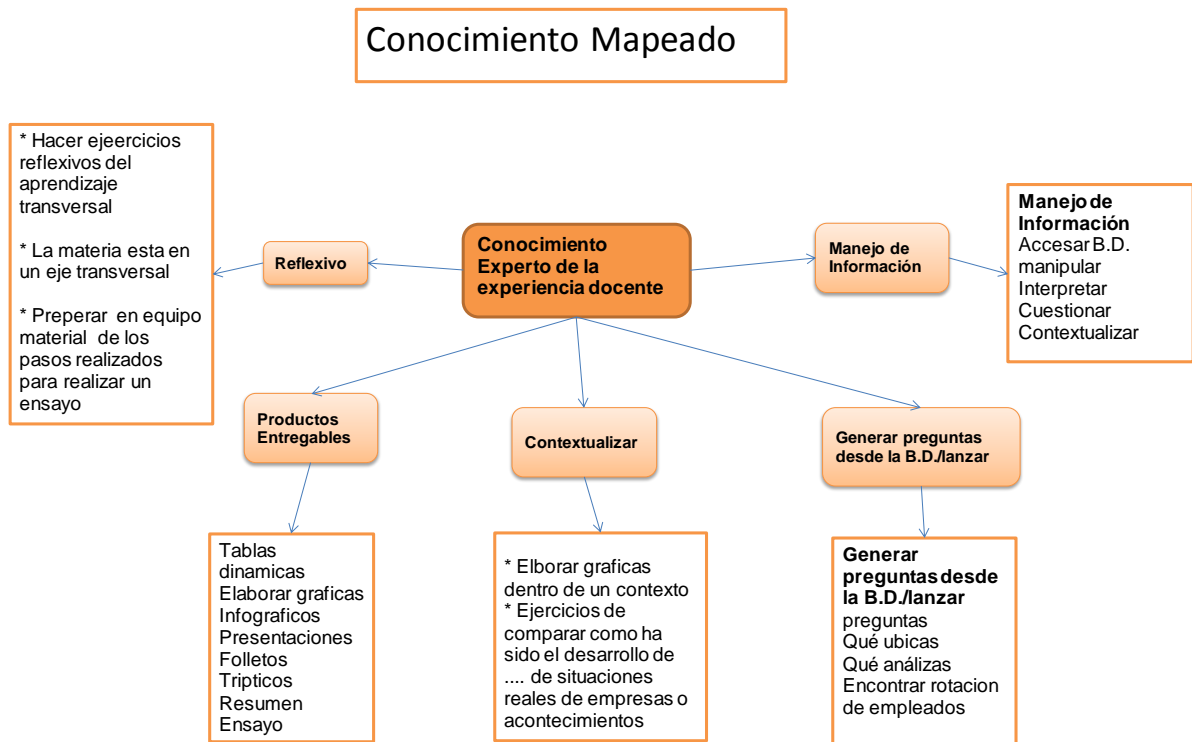 Conocimiento Mapeado
* Hacer ejeercicios
reflexivos del
aprendizaje
transversal
* La materia esta en
un eje transversal
* Preperar en equipo
material de los
pasos realizados
para realizar un
ensayo
Reflexivo
Conocimiento
Experto de la
experiencia docente
Manejo de
Información
Manejo de
Información
Accesar B.D.
manipular
Interpretar
Cuestionar
Contextualizar
Productos
Entregables
Contextualizar
Generar preguntas
desde la B.D./lanzar
Tablas
dinamicas
Elaborar graficas
Infograficos
Presentaciones
Folletos
Tripticos
Resumen
Ensayo
* Elborar graficas
dentro de un contexto
* Ejercicios de
comparar como ha
sido el desarrollo de
.... de situaciones
reales de empresas o
acontecimientos
Generar
preguntas desde
la B.D./lanzar
preguntas
Qué ubicas
Qué análizas
Encontrar rotacion
de empleados